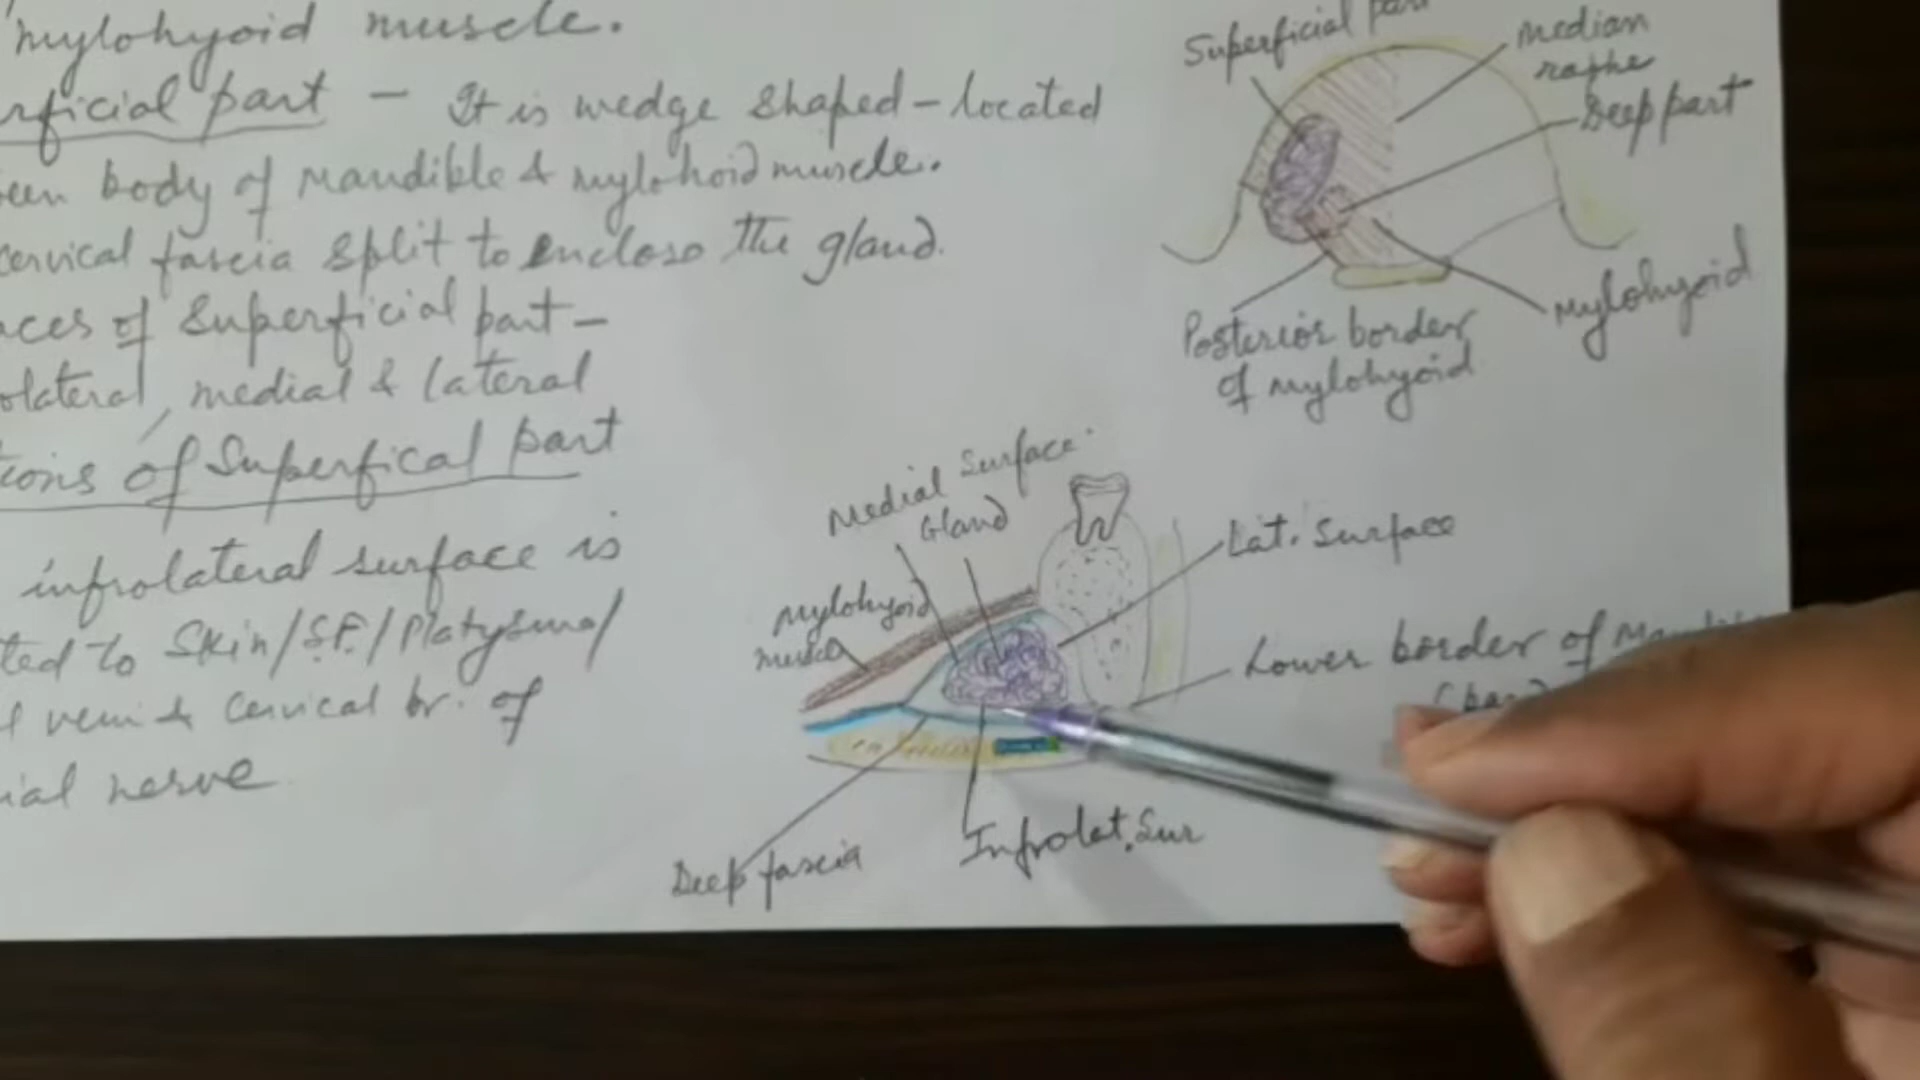 mylohyoid muscle.
rficial part - It is wedge shaped-located
een body of Mandible & mylohoid muscle.
cervical fascia split to enclose the gland.
aces of Superficial part-
olateral, medial & lateral
tions of Superfical part
infrolateral surface is
ted to Skin/S.F./Platysma/
l vein & Cervical br. of
ial nerve
Superficial part
Median
raphe
Deep part
Mylohyoid
Posterior border
of mylohyoid
Medial Surface
Gland
Mylohyoid
muscle
Lat. Surface
Lower border of
Deep fascia
Infrolat. Sur